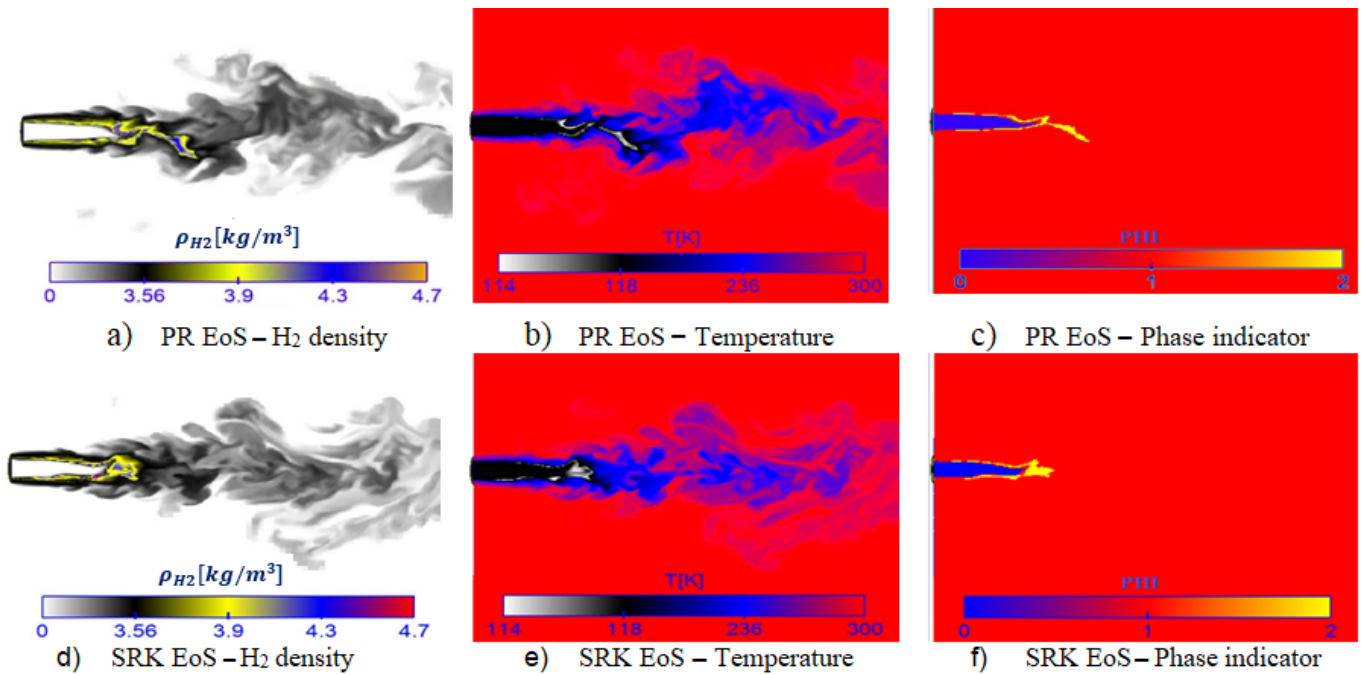 ρH2[kg/m³]
0 3.56 3.9 4.3 4.7
T[K]
114 118 236 300
PHI
0 1 2
a) PR EoS – H2 density
b) PR EoS – Temperature
c) PR EoS – Phase indicator
ρH2[kg/m³]
0 3.56 3.9 4.3 4.7
T[K]
114 118 236 300
PHI
0 1 2
d) SRK EoS – H2 density
e) SRK EoS – Temperature
f) SRK EoS– Phase indicator